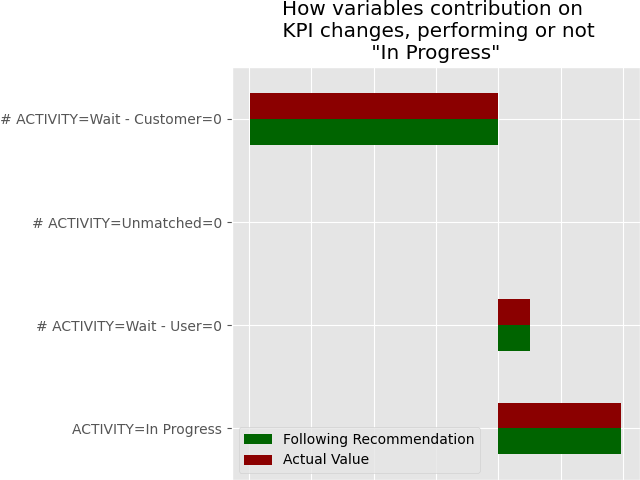 How variables contribution on
KPI changes, performing or not
"In Progress"
# ACTIVITY=Wait - Customer=0
# ACTIVITY=Unmatched=0
# ACTIVITY=Wait - User=0
ACTIVITY=In Progress
Following Recommendation
Actual Value